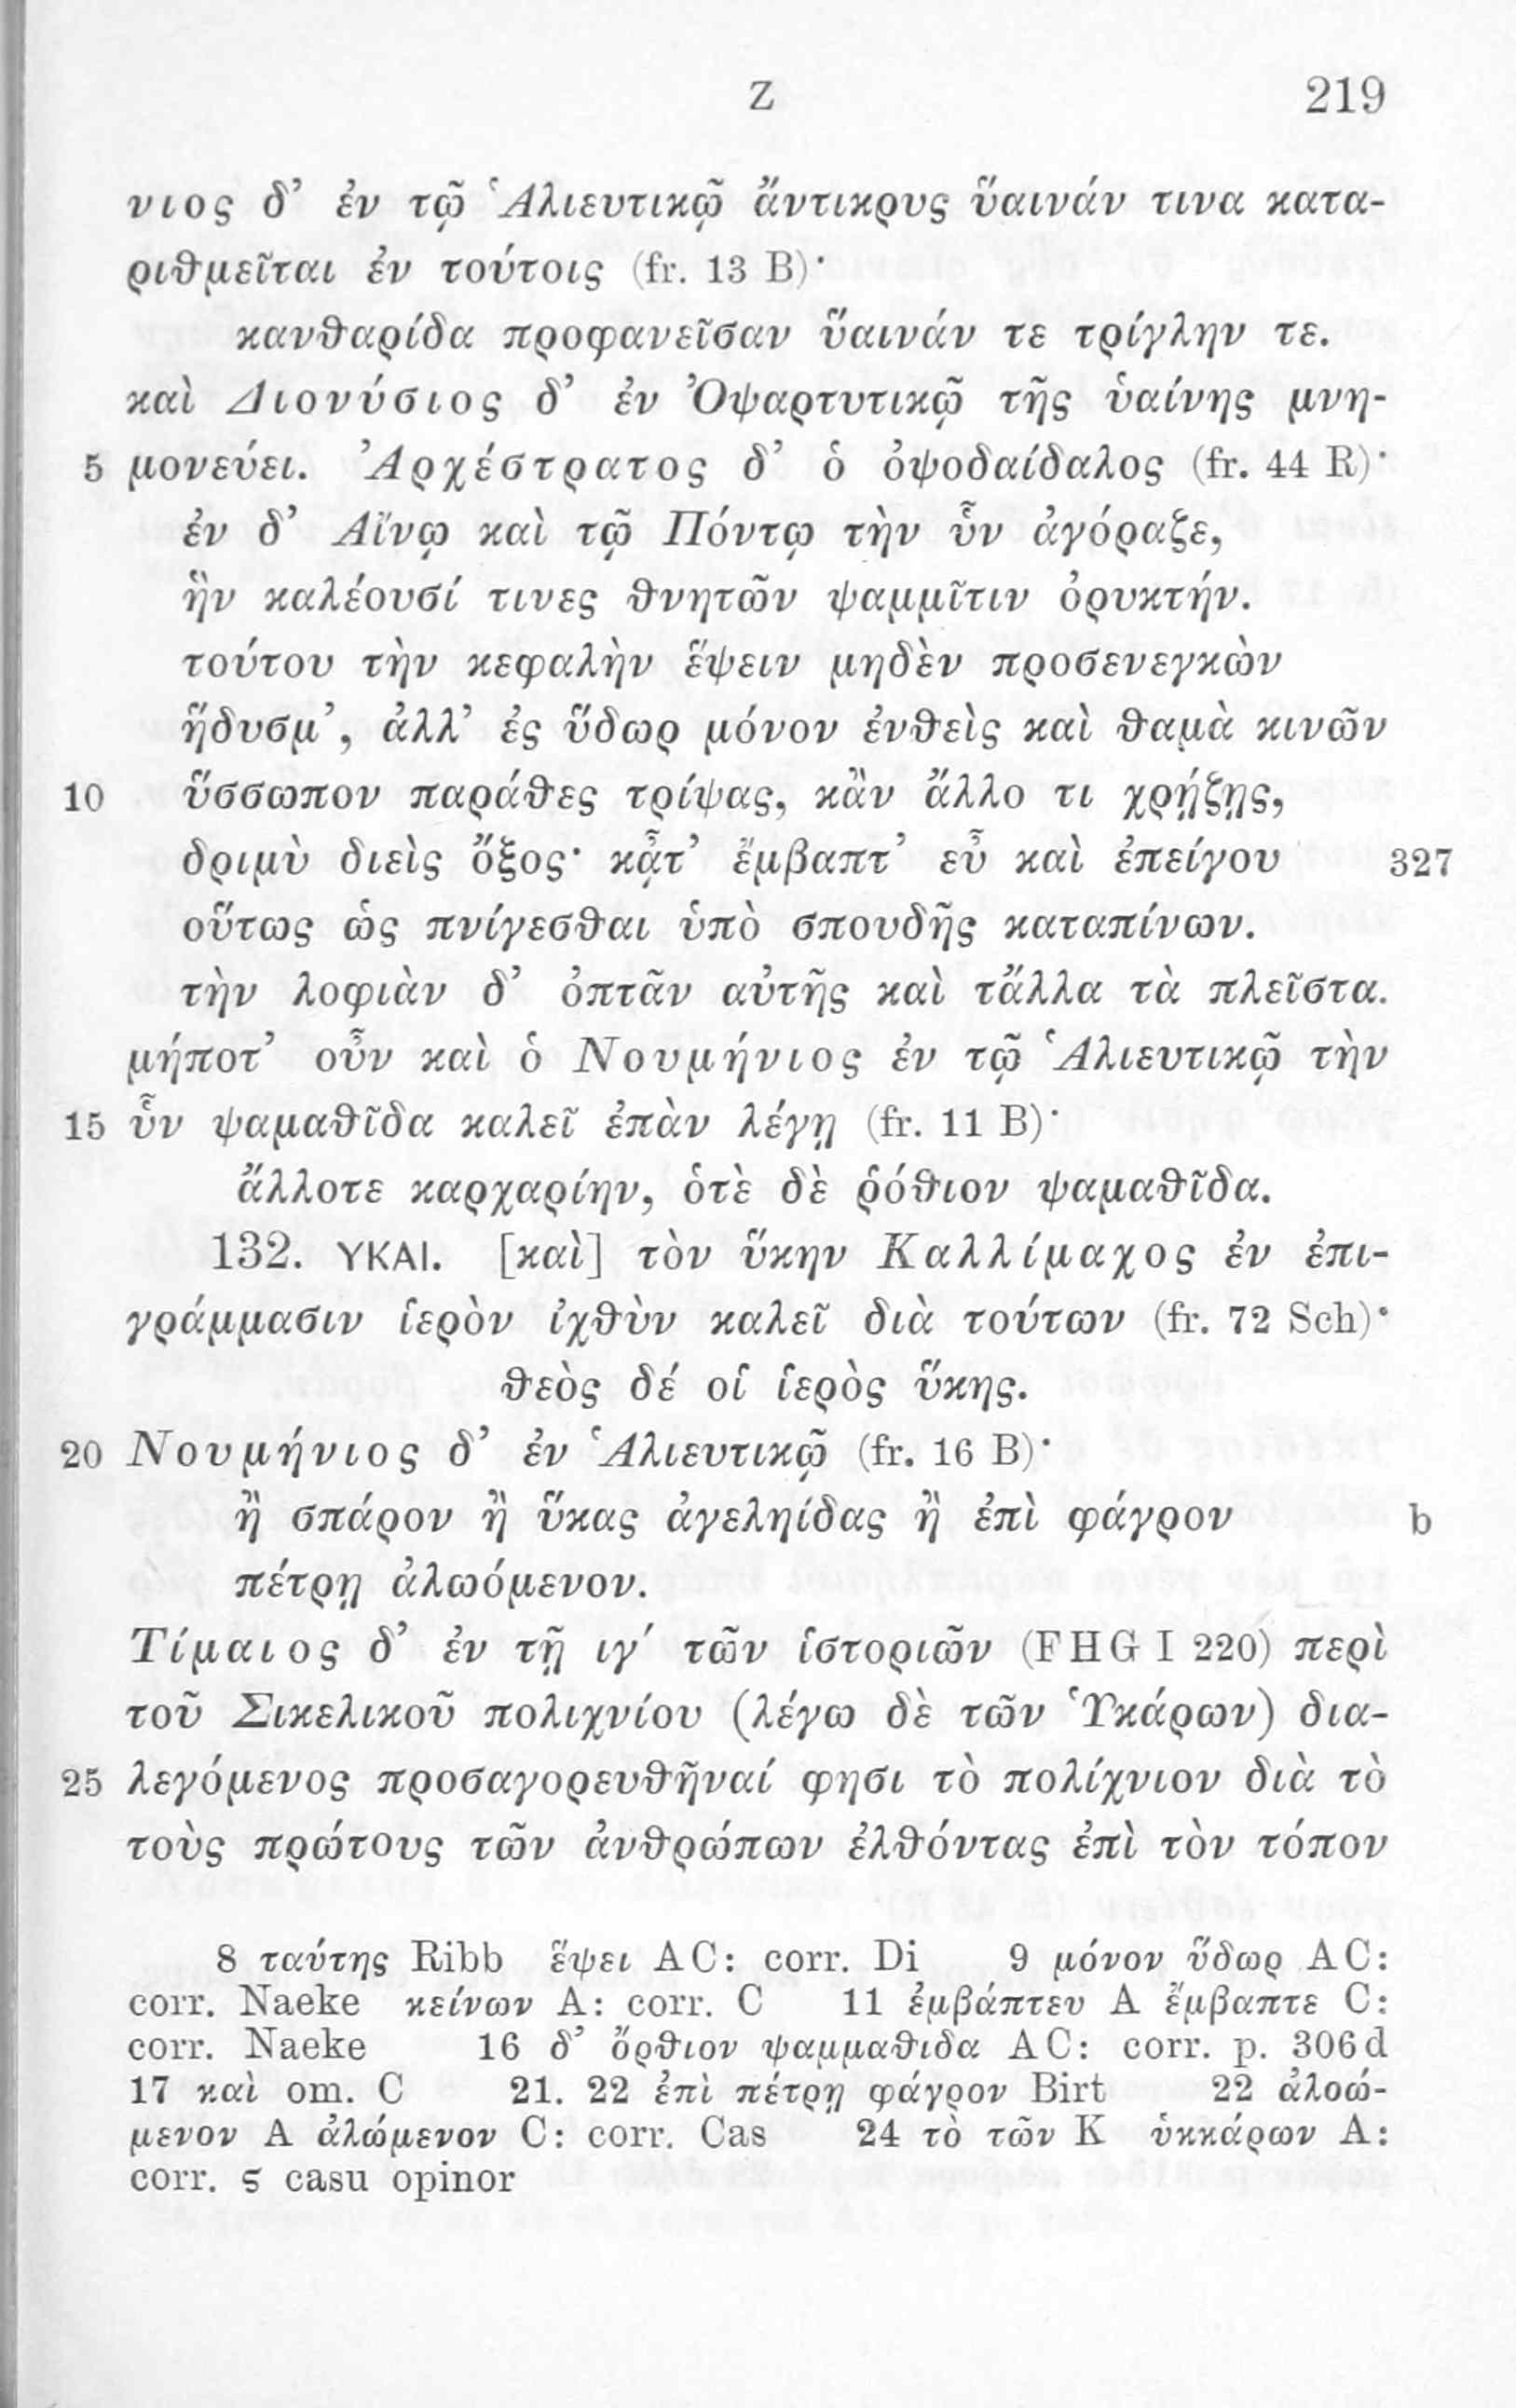 Ζ 219
νιος δ’ ἐν τῷ Ἁλιευτικῷ ἄντικρυς ὕαινάν τινα κατα-
ριθμεῖται ἐν τούτοις (fr. 13 B)·
κανθαρίδα προφανεῖσαν ὕαινάν τε τρίγλην τε.
καὶ Διονύσιος δ’ ἐν Ὀψαρτυτικῷ τῆς ὑαίνης μνη-
5 μονεύει. Ἀρχέστρατος δ’ ὁ ὀψοδαίδαλος (fr. 44 R)·
ἐν δ’ Αἴνῳ καὶ τῷ Πόντῳ τὴν ὗν ἀγόραζε,
ἣν καλέουσί τινες θνητῶν ψαμμῖτιν ὀρυκτήν.
τούτου τὴν κεφαλὴν ἕψειν μηδὲν προσενεγκὼν
ἥδυσμ’, ἀλλ’ ἐς ὕδωρ μόνον ἐνθεὶς καὶ θαμὰ κινῶν
10 ὕσσωπον παράθες τρίψας, κἂν ἄλλο τι χρῄζῃς,
δριμὺ διεὶς ὄξος· κᾆτ’ ἔμβαπτ’ εὖ καὶ ἐπείγου 327
οὕτως ὡς πνίγεσθαι ὑπὸ σπουδῆς καταπίνων.
τὴν λοφιὰν δ’ ὀπτᾶν αὐτῆς καὶ τἄλλα τὰ πλεῖστα.
μήποτ’ οὖν καὶ ὁ Νουμήνιος ἐν τῷ Ἁλιευτικῷ τὴν
15 ὗν ψαμαθῖδα καλεῖ ἐπὰν λέγῃ (fr. 11 B)·
ἄλλοτε καρχαρίην, ὁτὲ δὲ ῥόθιον ψαμαθῖδα.
132. ΥΚΑΙ. [καὶ] τὸν ὕκην Καλλίμαχος ἐν ἐπι-
γράμμασιν ἱερὸν ἰχθὺν καλεῖ διὰ τούτων (fr. 72 Sch)·
θεὸς δέ οἱ ἱερὸς ὕκης.
20 Νουμήνιος δ’ ἐν Ἁλιευτικῷ (fr. 16 B)·
ἢ σπάρον ἢ ὕκας ἀγεληίδας ἢ ἐπὶ φάγρον b
πέτρῃ ἀλωόμενον.
Τίμαιος δ’ ἐν τῇ ιγ′ τῶν ἱστοριῶν (FHG I 220) περὶ
τοῦ Σικελικοῦ πολιχνίου (λέγω δὲ τῶν Ὑκάρων) δια-
25 λεγόμενος προσαγορευθῆναί φησι τὸ πολίχνιον διὰ τὸ
τοὺς πρώτους τῶν ἀνθρώπων ἐλθόντας ἐπὶ τὸν τόπον
8 ταύτης Ribb ἕψει AC: corr. Di 9 μόνον ὕδωρ AC:
corr. Naeke κείνων A: corr. C 11 ἐμβάπτευ A ἔμβαπτε C:
corr. Naeke 16 δ’ ὄρθιον ψαμμαθιδα AC: corr. p. 306d
17 καὶ om. C 21. 22 ἐπὶ πέτρῃ φάγρον Birt 22 ἀλοώ-
μενον A ἀλώμενον C: corr. Cas 24 τὸ τῶν K ὑκκάρων A:
corr. ς casu opinor